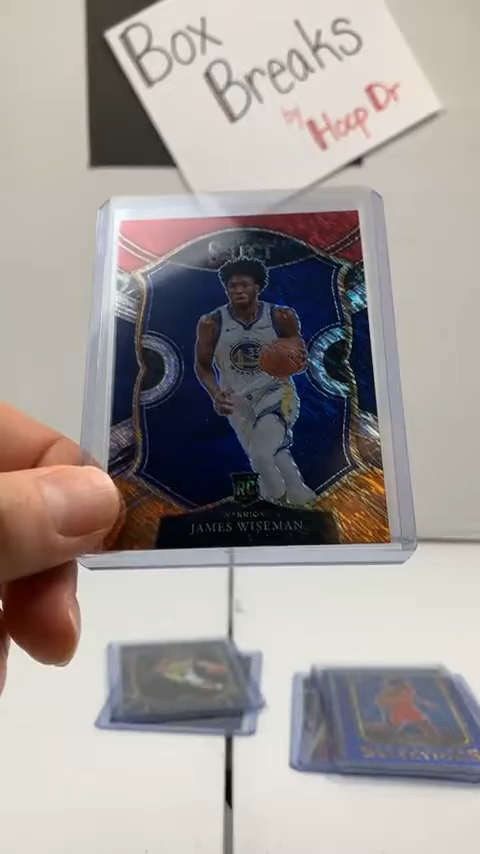 Box
Breaks
by Hoop Dr
SELECT
RC
WARRIORS
JAMES WISEMAN